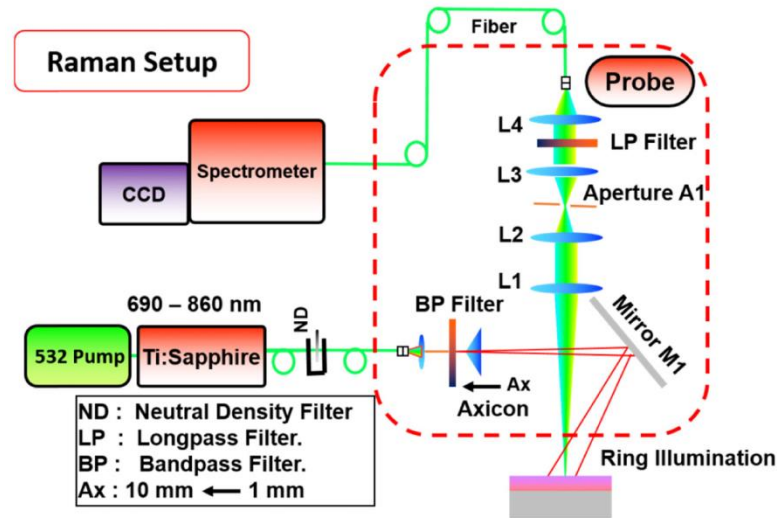 Raman Setup
Fiber
Probe
L4
LP Filter
Spectrometer
CCD
L3
Aperture A1
L2
L1
690 – 860 nm
ND
BP Filter
Mirror M1
532 Pump
Ti:Sapphire
Ax
Axicon
ND : Neutral Density Filter
LP : Longpass Filter.
BP : Bandpass Filter.
Ax : 10 mm ← 1 mm
Ring Illumination